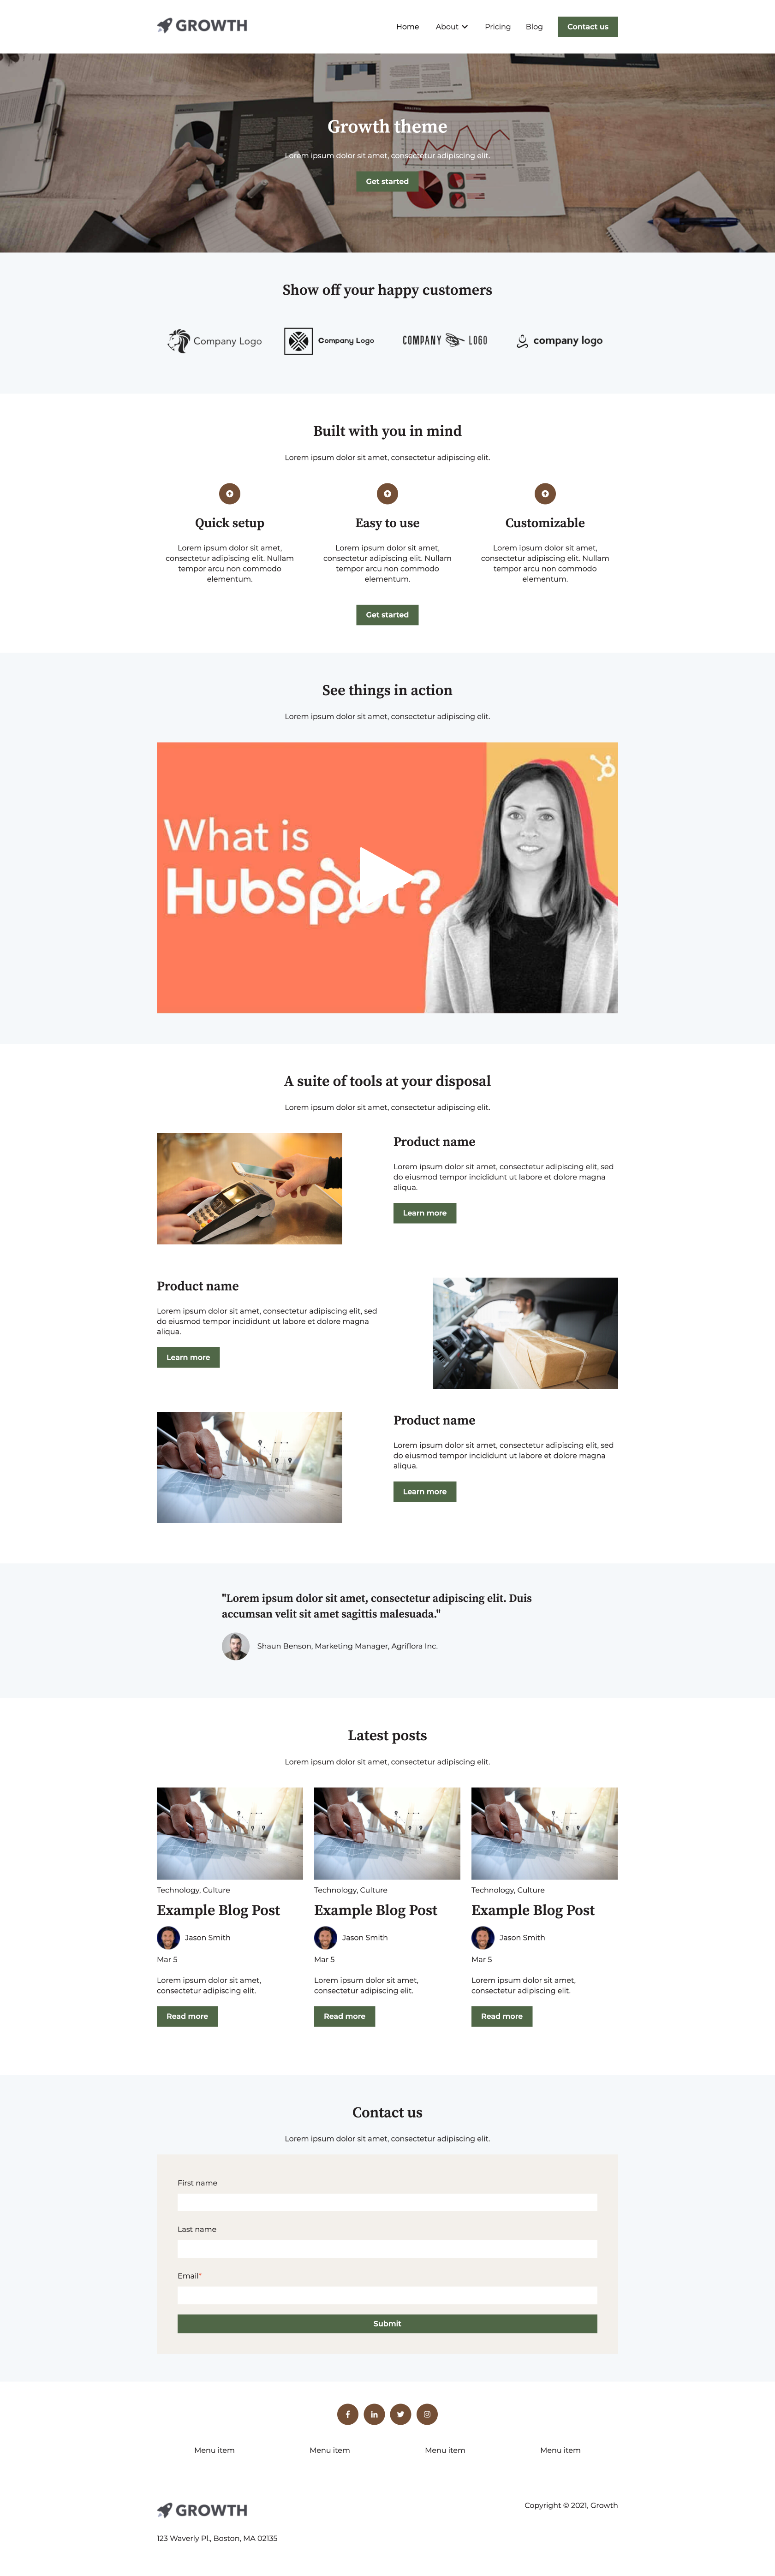 GROWTH
Home About Pricing Blog Contact us
Growth theme
Lorem ipsum dolor sit amet, consectetur adipiscing elit.
Get started
Show off your happy customers
Company Logo
Company Logo
COMPANY LOGO
company logo
Built with you in mind
Lorem ipsum dolor sit amet, consectetur adipiscing elit.
Quick setup
Lorem ipsum dolor sit amet,
consectetur adipiscing elit. Nullam
tempor arcu non commodo
elementum.
Easy to use
Lorem ipsum dolor sit amet,
consectetur adipiscing elit. Nullam
tempor arcu non commodo
elementum.
Customizable
Lorem ipsum dolor sit amet,
consectetur adipiscing elit. Nullam
tempor arcu non commodo
elementum.
Get started
See things in action
Lorem ipsum dolor sit amet, consectetur adipiscing elit.
What is
HubSpot?
A suite of tools at your disposal
Lorem ipsum dolor sit amet, consectetur adipiscing elit.
Product name
Lorem ipsum dolor sit amet, consectetur adipiscing elit, sed
do eiusmod tempor incididunt ut labore et dolore magna
aliqua.
Learn more
Product name
Lorem ipsum dolor sit amet, consectetur adipiscing elit, sed
do eiusmod tempor incididunt ut labore et dolore magna
aliqua.
Learn more
Product name
Lorem ipsum dolor sit amet, consectetur adipiscing elit, sed
do eiusmod tempor incididunt ut labore et dolore magna
aliqua.
Learn more
"Lorem ipsum dolor sit amet, consectetur adipiscing elit. Duis
accumsan velit sit amet sagittis malesuada."
Shaun Benson, Marketing Manager, Agriflora Inc.
Latest posts
Lorem ipsum dolor sit amet, consectetur adipiscing elit.
Technology, Culture
Example Blog Post
Jason Smith
Mar 5
Lorem ipsum dolor sit amet,
consectetur adipiscing elit.
Read more
Technology, Culture
Example Blog Post
Jason Smith
Mar 5
Lorem ipsum dolor sit amet,
consectetur adipiscing elit.
Read more
Technology, Culture
Example Blog Post
Jason Smith
Mar 5
Lorem ipsum dolor sit amet,
consectetur adipiscing elit.
Read more
Contact us
Lorem ipsum dolor sit amet, consectetur adipiscing elit.
First name
Last name
Email*
Submit
Menu item Menu item Menu item Menu item
GROWTH
Copyright © 2021, Growth
123 Waverly Pl., Boston, MA 02135